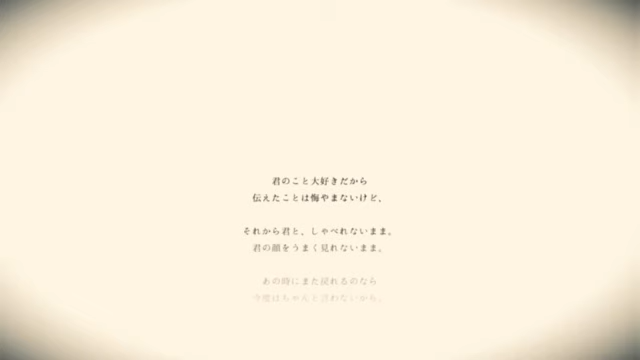 君のこと大好きだから
伝えたことは悔やまないけど、
それから君と、しゃべれないまま。
君の顔をうまく見れないまま。
あの時にまた戻れるのなら
今度はちゃんと言わないから。